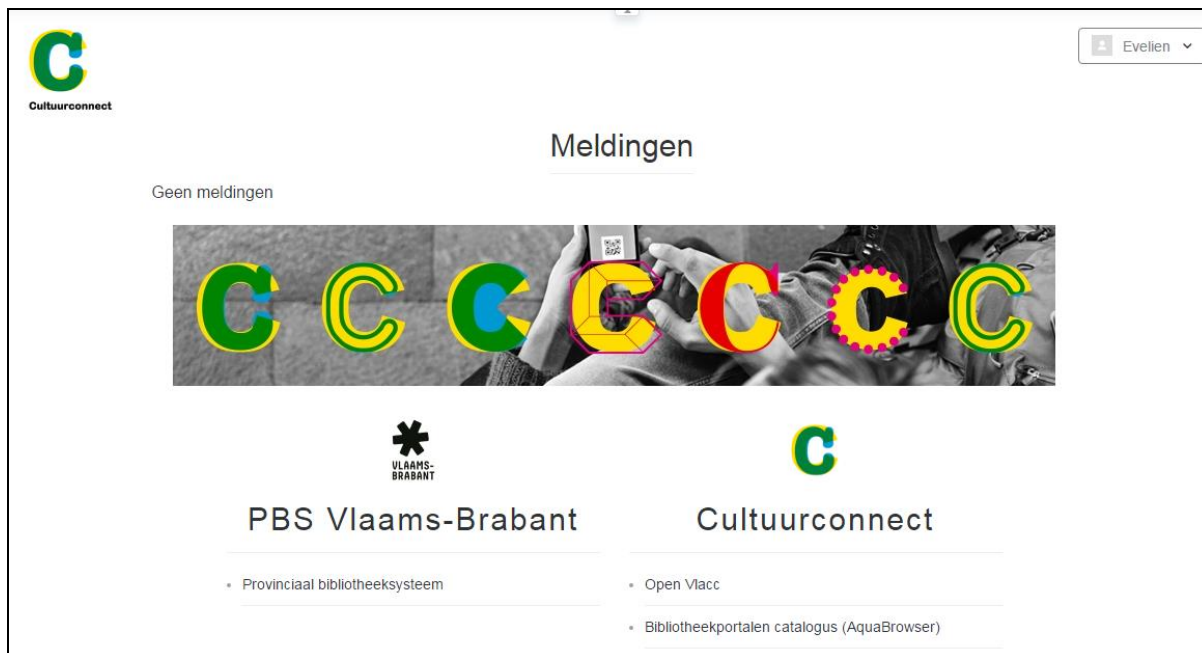 Evelien
Cultuurconnect
Meldingen
Geen meldingen
C C C C C C C
VLAAMS-
BRABANT
PBS Vlaams-Brabant
Provinciaal bibliotheeksysteem
C
Cultuurconnect
Open Vlacc
Bibliotheekportalen catalogus (AquaBrowser)